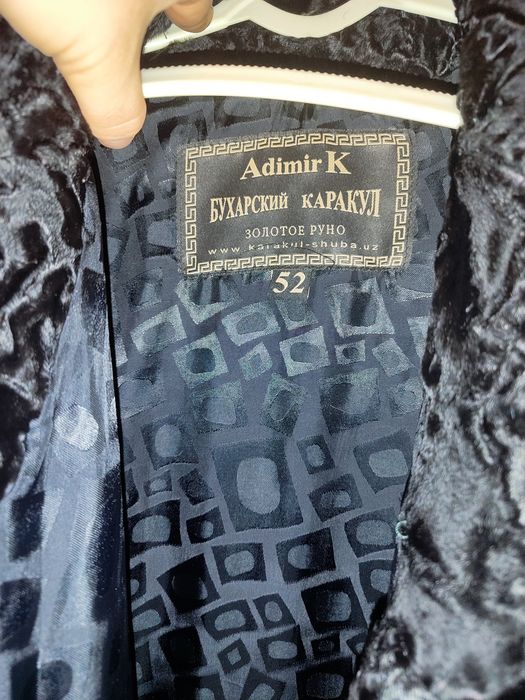 Adimir K
БУХАРСКИЙ КАРАКУЛ
ЗОЛОТОЕ РУНО
www.karakul-shuba.uz
52